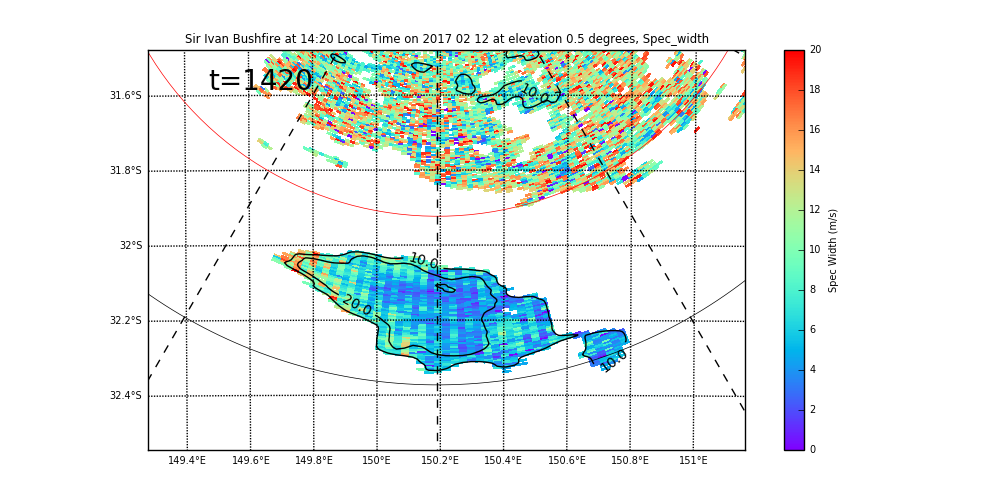 Sir Ivan Bushfire at 14:20 Local Time on 2017 02 12 at elevation 0.5 degrees, Spec_width
t=1420
10.0
31.6°S
31.8°S
32°S
32.2°S
32.4°S
10.0
20.0
10.0
149.4°E 149.6°E 149.8°E 150°E 150.2°E 150.4°E 150.6°E 150.8°E 151°E
20
18
16
14
12
10
8
6
4
2
0
Spec Width (m/s)